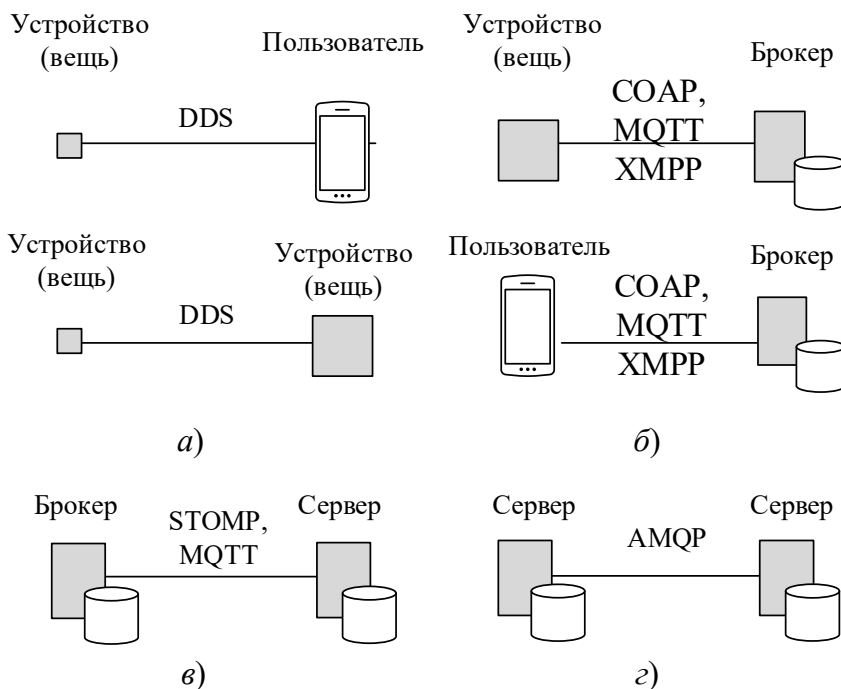 Устройство
(вещь)
Пользователь
DDS
Устройство
(вещь)
Устройство
(вещь)
DDS
а)
Устройство
(вещь)
Брокер
COAP,
MQTT
XMPP
Пользователь
Брокер
COAP,
MQTT
XMPP
б)
Брокер
STOMP,
MQTT
Сервер
в)
Сервер
AMQP
Сервер
г)